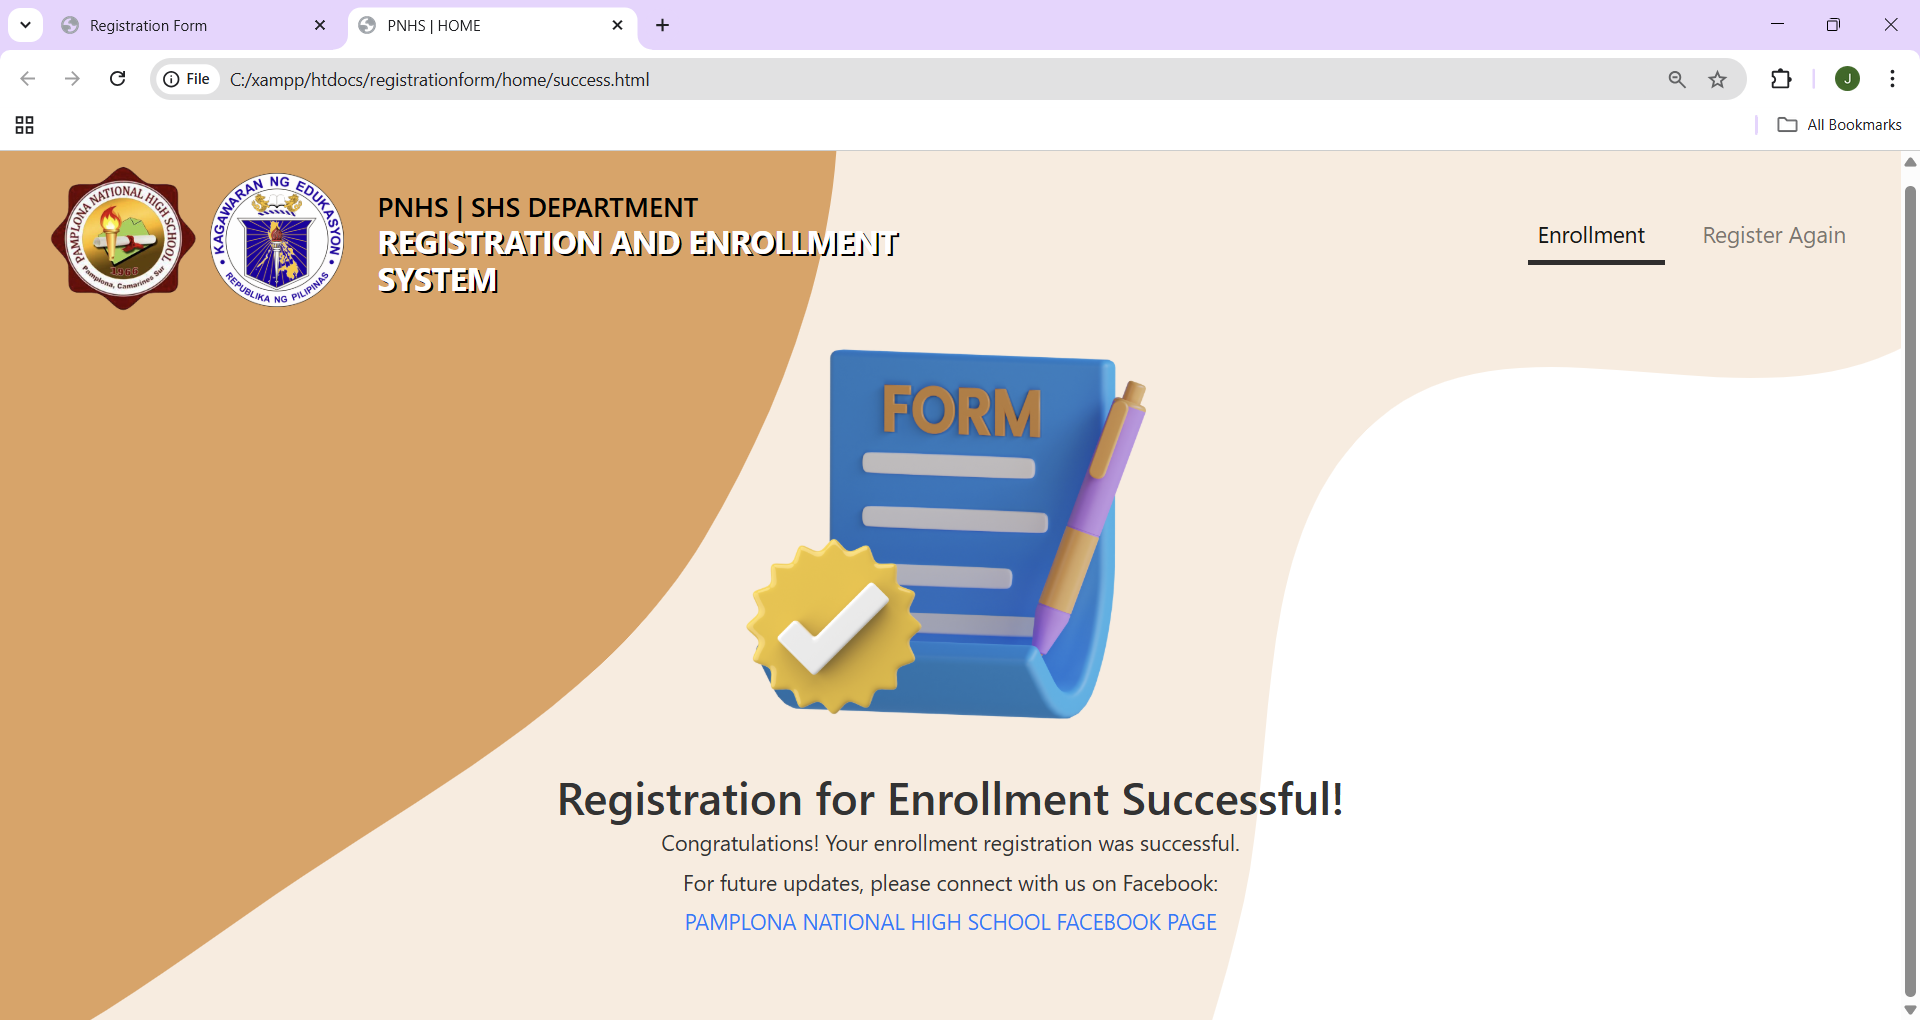 Registration Form
PNHS | HOME
File
C:/xampp/htdocs/registrationform/home/success.html
J
All Bookmarks
PAMPLONA NATIONAL HIGH SCHOOL
1966
Pamplona, Camarines Sur
KAGAWARAN NG EDUKASYON
REPUBLIKA NG PILIPINAS
PNHS | SHS DEPARTMENT
REGISTRATION AND ENROLLMENT
SYSTEM
Enrollment
Register Again
FORM
Registration for Enrollment Successful!
Congratulations! Your enrollment registration was successful.
For future updates, please connect with us on Facebook:
PAMPLONA NATIONAL HIGH SCHOOL FACEBOOK PAGE